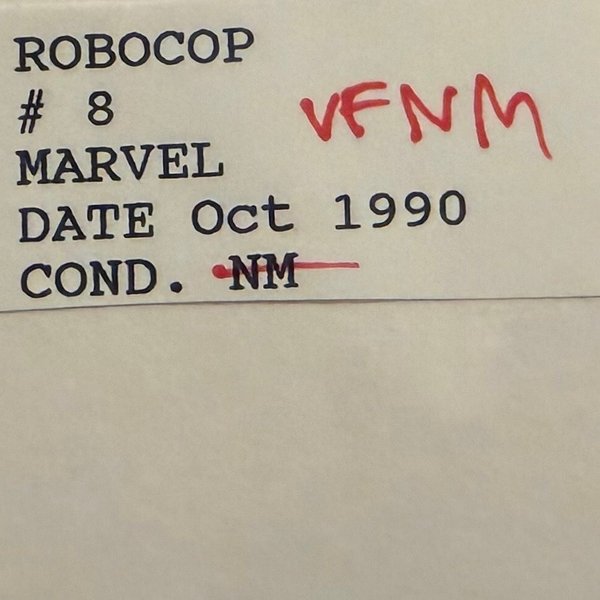 ROBOCOP
# 8
VFNM
MARVEL
DATE Oct 1990
COND. NM